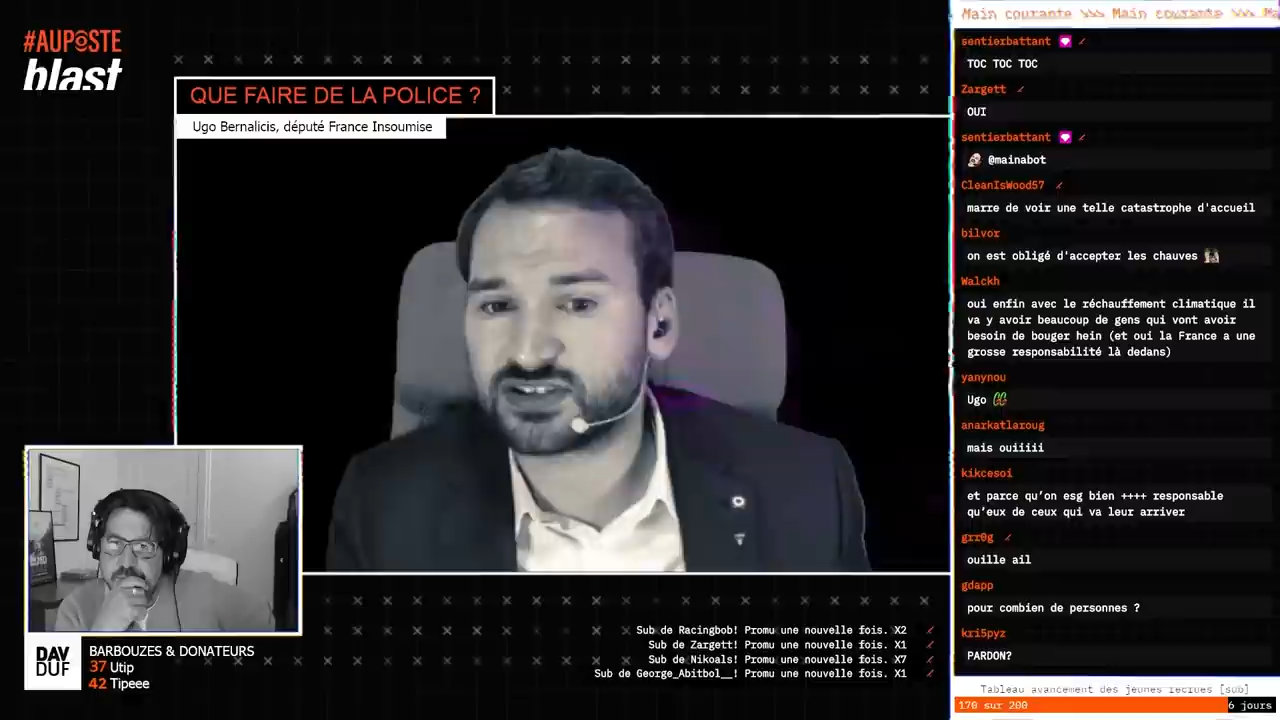 #AUPOSTE
blast
QUE FAIRE DE LA POLICE ?
Ugo Bernalicis, député France Insoumise
DAV
DUF
BARBOUZES & DONATEURS
37 Utip
42 Tipeee
Sub de Racingbob! Promu une nouvelle fois. X2
Sub de Zargett! Promu une nouvelle fois. X1
Sub de Nikoals! Promu une nouvelle fois. X7
Sub de George_Abitbol__! Promu une nouvelle fois. X1
Main courante >>> Main courante >>>
sentierbattant
TOC TOC TOC
Zargett
OUI
sentierbattant
@mainabot
CleanIsWood57
marre de voir une telle catastrophe d'accueil
bilvor
on est obligé d'accepter les chauves
Walckh
oui enfin avec le réchauffement climatique il
va y avoir beaucoup de gens qui vont avoir
besoin de bouger hein (et oui la France a une
grosse responsabilité là dedans)
yanynou
Ugo
anarkatlaroug
mais ouiiiii
kikcesoi
et parce qu'on esg bien ++++ responsable
qu'eux de ceux qui va leur arriver
grr0g
ouille ail
gdapp
pour combien de personnes ?
kri5pyz
PARDON?
Tableau avancement des jeunes recrues [sub]
170 sur 200
6 jours